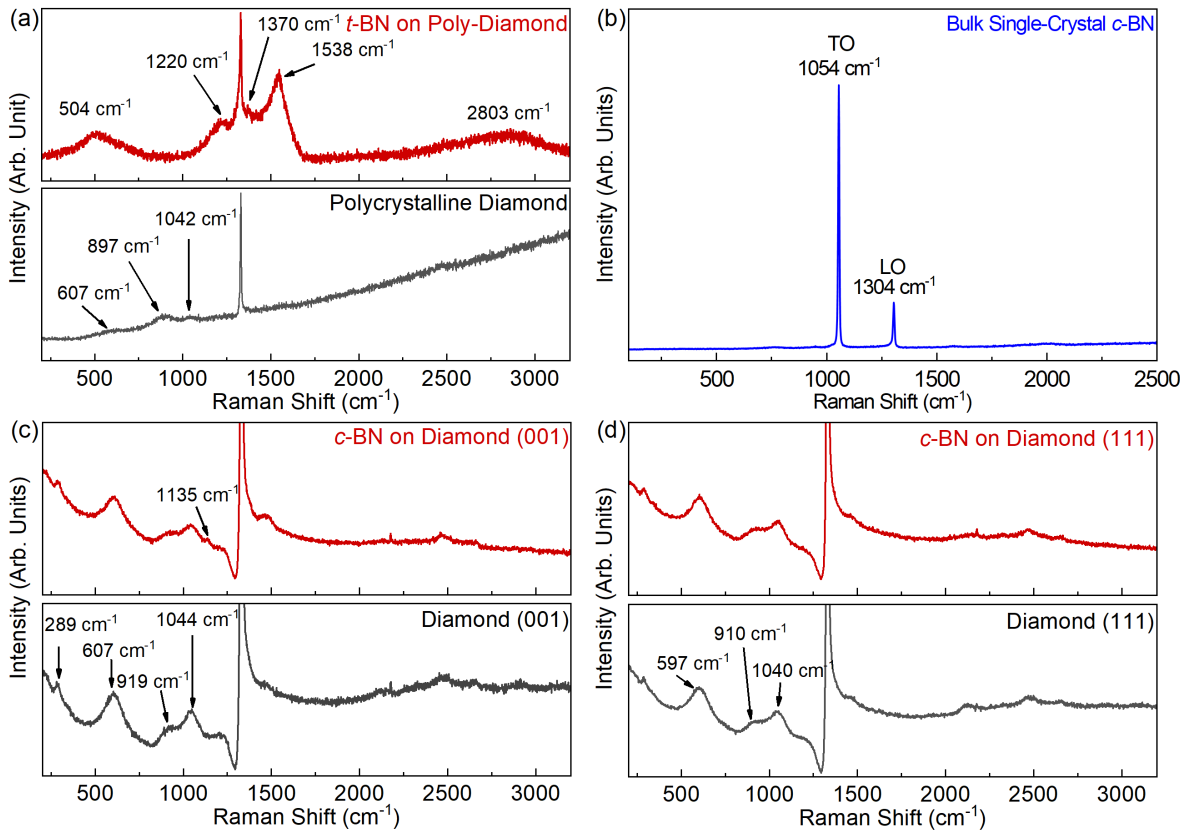 (a)
t-BN on Poly-Diamond
1370 cm⁻¹
1220 cm⁻¹
1538 cm⁻¹
504 cm⁻¹
2803 cm⁻¹
Polycrystalline Diamond
1042 cm⁻¹
897 cm⁻¹
607 cm⁻¹
Intensity (Arb. Unit)
500 1000 1500 2000 2500 3000
Raman Shift (cm⁻¹)
(b)
Bulk Single-Crystal c-BN
TO
1054 cm⁻¹
LO
1304 cm⁻¹
Intensity (Arb. Units)
500 1000 1500 2000 2500
Raman Shift (cm⁻¹)
(c)
c-BN on Diamond (001)
1135 cm⁻¹
Diamond (001)
289 cm⁻¹
1044 cm⁻¹
607 cm⁻¹
919 cm⁻¹
Intensity (Arb. Units)
500 1000 1500 2000 2500 3000
Raman Shift (cm⁻¹)
(d)
c-BN on Diamond (111)
Diamond (111)
910 cm⁻¹
597 cm⁻¹
1040 cm⁻¹
Intensity (Arb. Units)
500 1000 1500 2000 2500 3000
Raman Shift (cm⁻¹)